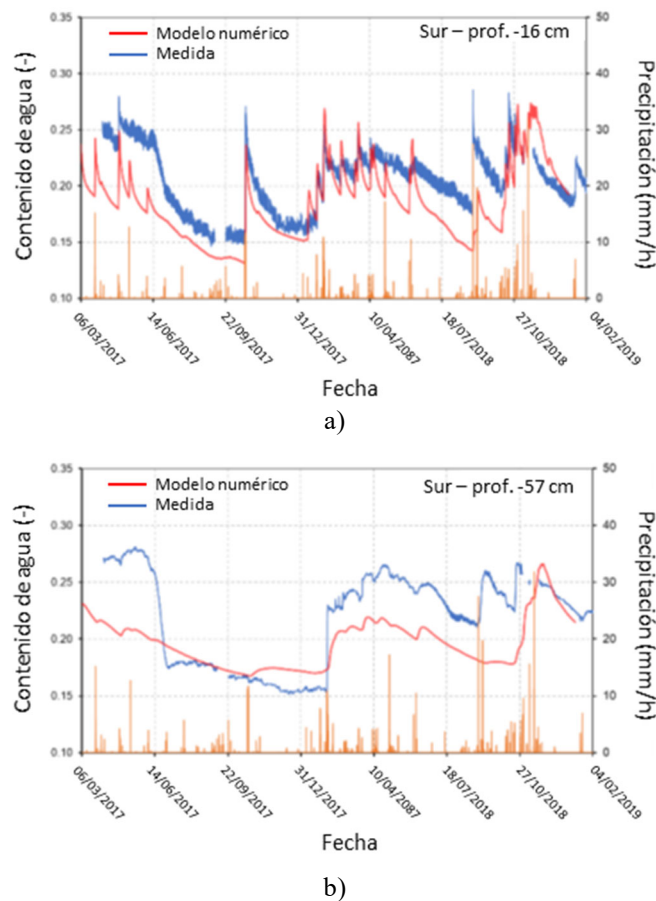 Modelo numérico
Medida
Sur – prof. -16 cm
Contenido de agua (-)
Precipitación (mm/h)
0.35
0.30
0.25
0.20
0.15
0.10
50
40
30
20
10
0
06/03/2017
14/06/2017
22/09/2017
31/12/2017
10/04/2087
18/07/2018
27/10/2018
04/02/2019
Fecha
a)
Modelo numérico
Medida
Sur – prof. -57 cm
Contenido de agua (-)
Precipitación (mm/h)
0.35
0.30
0.25
0.20
0.15
0.10
50
40
30
20
10
0
06/03/2017
14/06/2017
22/09/2017
31/12/2017
10/04/2087
18/07/2018
27/10/2018
04/02/2019
Fecha
b)